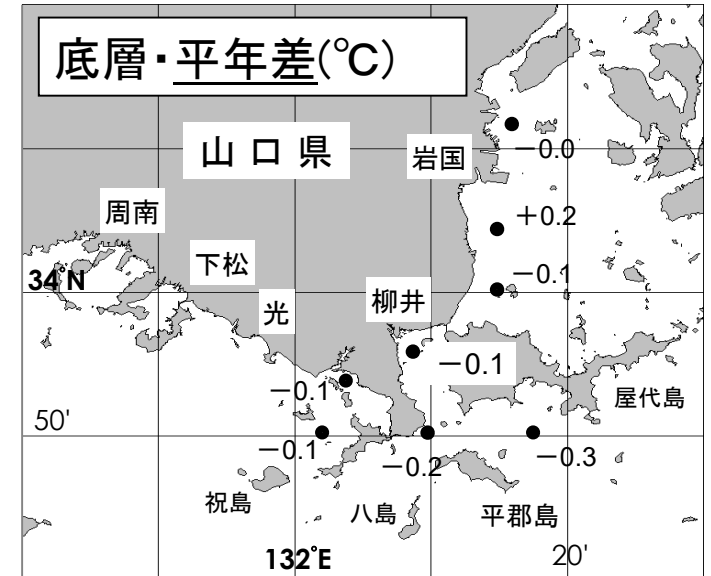 底層・平年差(℃)
山口県
岩国
−0.0
周南
＋0.2
下松
−0.1
34°N
光
柳井
−0.1
−0.1
屋代島
50'
−0.1
−0.2
−0.3
祝島
八島
平郡島
132°E
20'